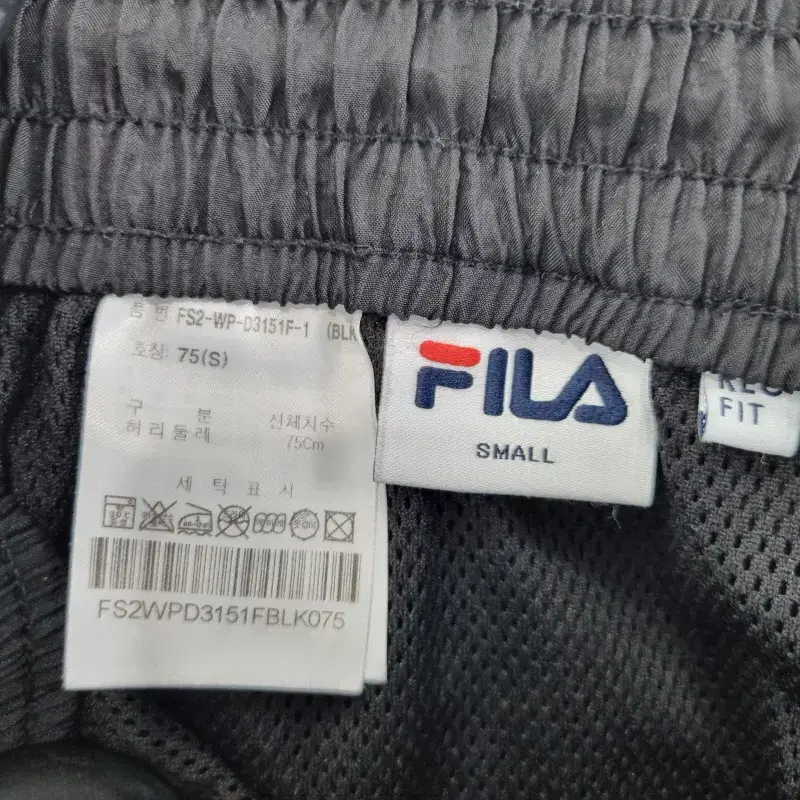 품 번 FS2-WP-D3151F-1 (BLK
호칭 75(S)
구 분 신체치수
허리둘레 75Cm
세 탁 표 시
FS2WPD3151FBLK075
FILA
SMALL
REG
FIT